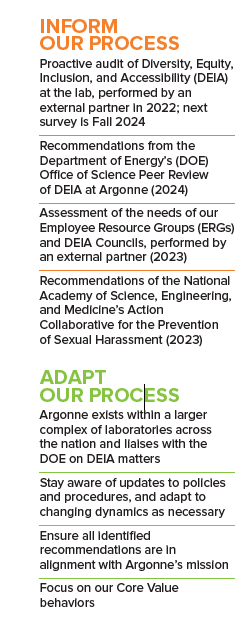 INFORM
OUR PROCESS
Proactive audit of Diversity, Equity,
Inclusion, and Accessibility (DEIA)
at the lab, performed by an
external partner in 2022; next
survey is Fall 2024
Recommendations from the
Department of Energy's (DOE)
Office of Science Peer Review
of DEIA at Argonne (2024)
Assessment of the needs of our
Employee Resource Groups (ERGs)
and DEIA Councils, performed by
an external partner (2023)
Recommendations of the National
Academy of Science, Engineering,
and Medicine's Action
Collaborative for the Prevention
of Sexual Harassment (2023)
ADAPT
OUR PROCESS
Argonne exists within a larger
complex of laboratories across
the nation and liaises with the
DOE on DEIA matters
Stay aware of updates to policies
and procedures, and adapt to
changing dynamics as necessary
Ensure all identified
recommendations are in
alignment with Argonne's mission
Focus on our Core Value
behaviors